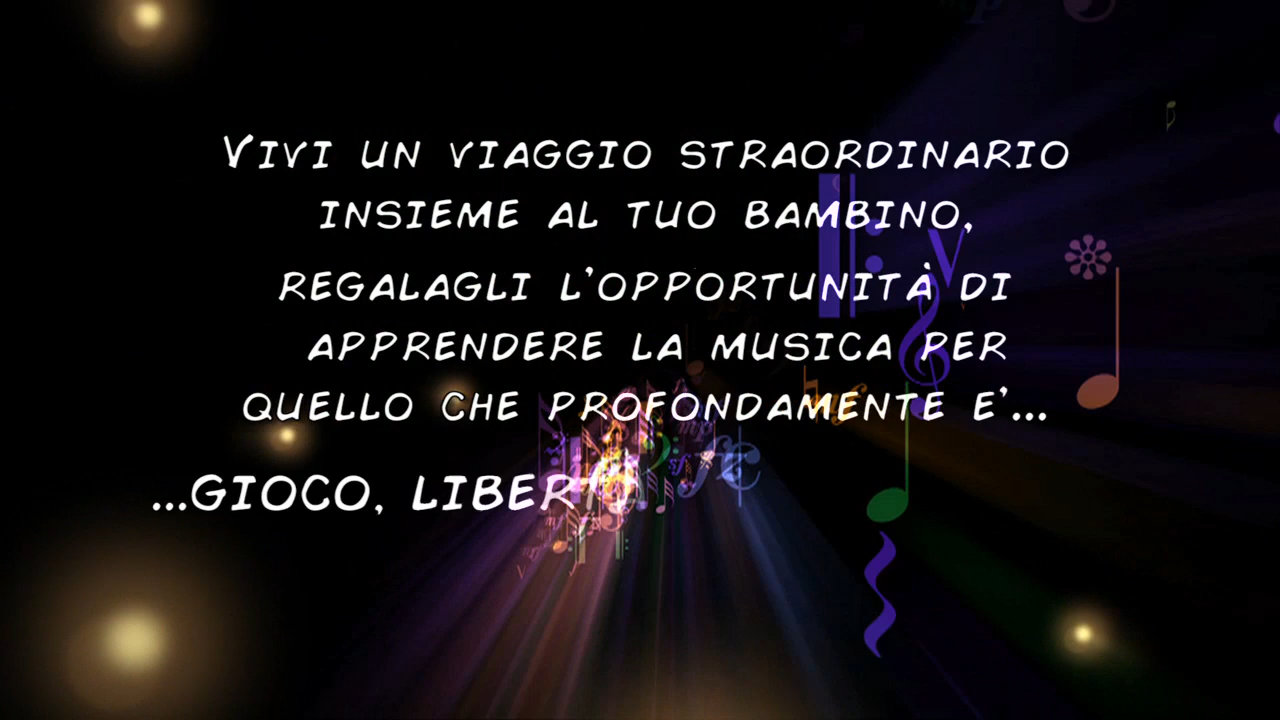 Vivi un viaggio straordinario
insieme al tuo bambino,
regalagli l'opportunità di
apprendere la musica per
quello che profondamente e'...
...GIOCO,